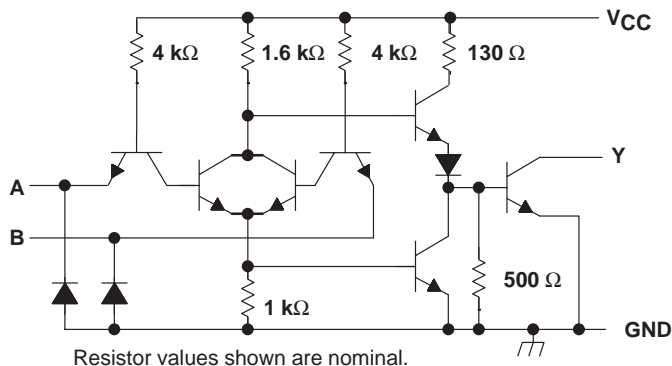 VCC
4 kΩ 1.6 kΩ 4 kΩ 130 Ω
Y
A
B
500 Ω
1 kΩ
GND
Resistor values shown are nominal.